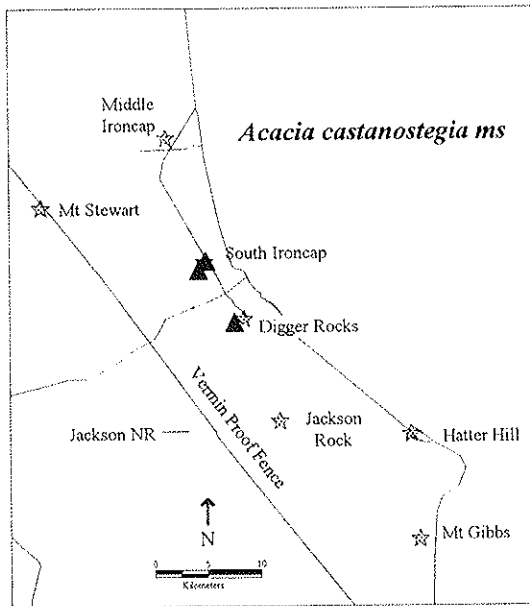 Middle
Ironcap
Acacia castanostegia ms
Mt Stewart
South Ironcap
Digger Rocks
Vermin Proof Fence
Jackson NR
Jackson
Rock
Hatter Hill
N
Mt Gibbs
0 5 10
Kilometers